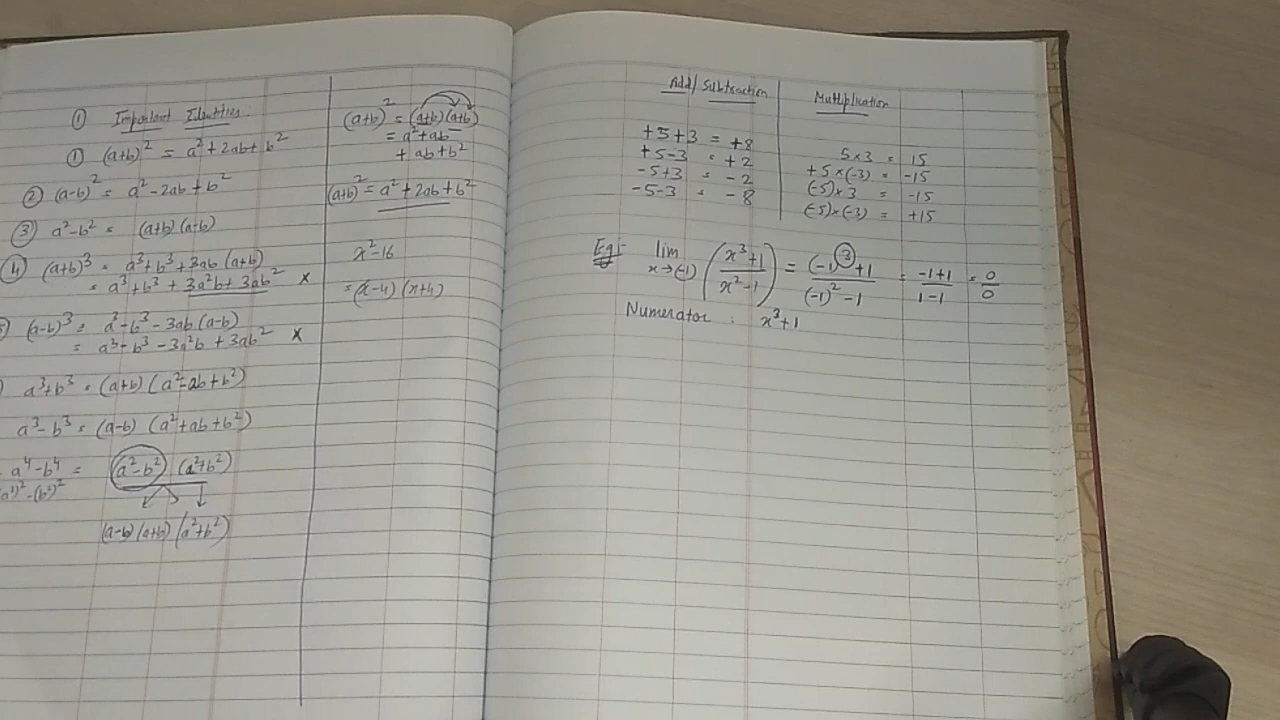 ① Important Identities:
① (a+b)² = a² + 2ab + b²
② (a-b)² = a² - 2ab + b²
③ a² - b² = (a+b) (a-b)
④ (a+b)³ = a³ + b³ + 3ab (a+b)
= a³ + b³ + 3a²b + 3ab² ×
(a-b)³ = a³ - b³ - 3ab (a-b)
= a³ - b³ - 3a²b + 3ab² ×
a³ + b³ = (a+b) (a² - ab + b²)
a³ - b³ = (a-b) (a² + ab + b²)
a⁴ - b⁴ = (a² - b²) (a² + b²)
(a²)² - (b²)²
(a-b) (a+b) (a² + b²)
(a+b)² = (a+b) (a+b)
= a² + ab
+ ab + b²
(a+b)² = a² + 2ab + b²
x² - 16
= (x-4) (x+4)
Add/Subtraction
+5+3 = +8
+5-3 = +2
-5+3 = -2
-5-3 = -8
Multiplication
5×3 = 15
+5×(-3) = -15
(-5)×3 = -15
(-5)×(-3) = +15
Eg:- lim x→(-1) (x³+1 / x²-1) = (-1)³+1 / (-1)²-1 = -1+1 / 1-1 = 0/0
Numerator : x³+1